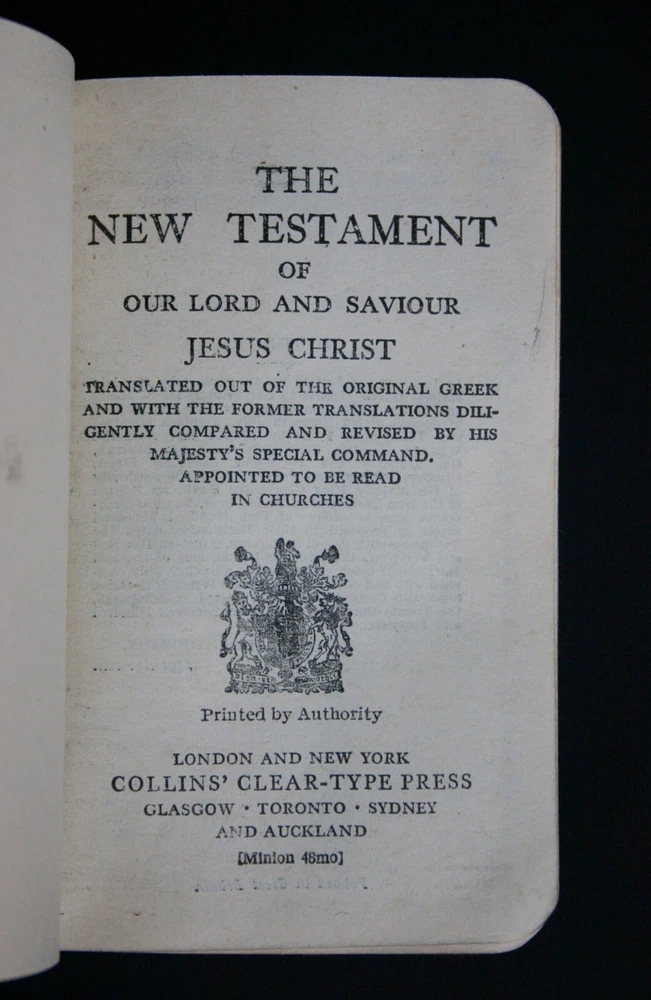 THE
NEW TESTAMENT
OF
OUR LORD AND SAVIOUR
JESUS CHRIST
TRANSLATED OUT OF THE ORIGINAL GREEK
AND WITH THE FORMER TRANSLATIONS DILI-
GENTLY COMPARED AND REVISED BY HIS
MAJESTY'S SPECIAL COMMAND.
APPOINTED TO BE READ
IN CHURCHES
Printed by Authority
LONDON AND NEW YORK
COLLINS' CLEAR-TYPE PRESS
GLASGOW · TORONTO · SYDNEY
AND AUCKLAND
[Minion 48mo]